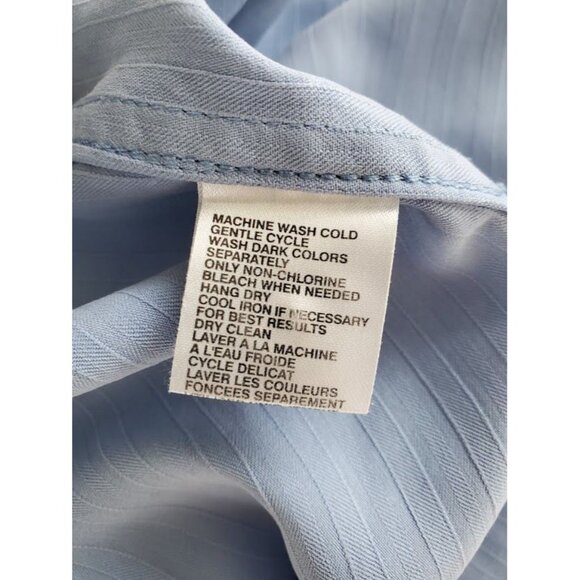 MACHINE WASH COLD
GENTLE CYCLE
WASH DARK COLORS
SEPARATELY
ONLY NON-CHLORINE
BLEACH WHEN NEEDED
HANG DRY
COOL IRON IF NECESSARY
FOR BEST RESULTS
DRY CLEAN
LAVER A LA MACHINE
A L'EAU FROIDE
CYCLE DELICAT
LAVER LES COULEURS
FONCEES SEPAREMENT